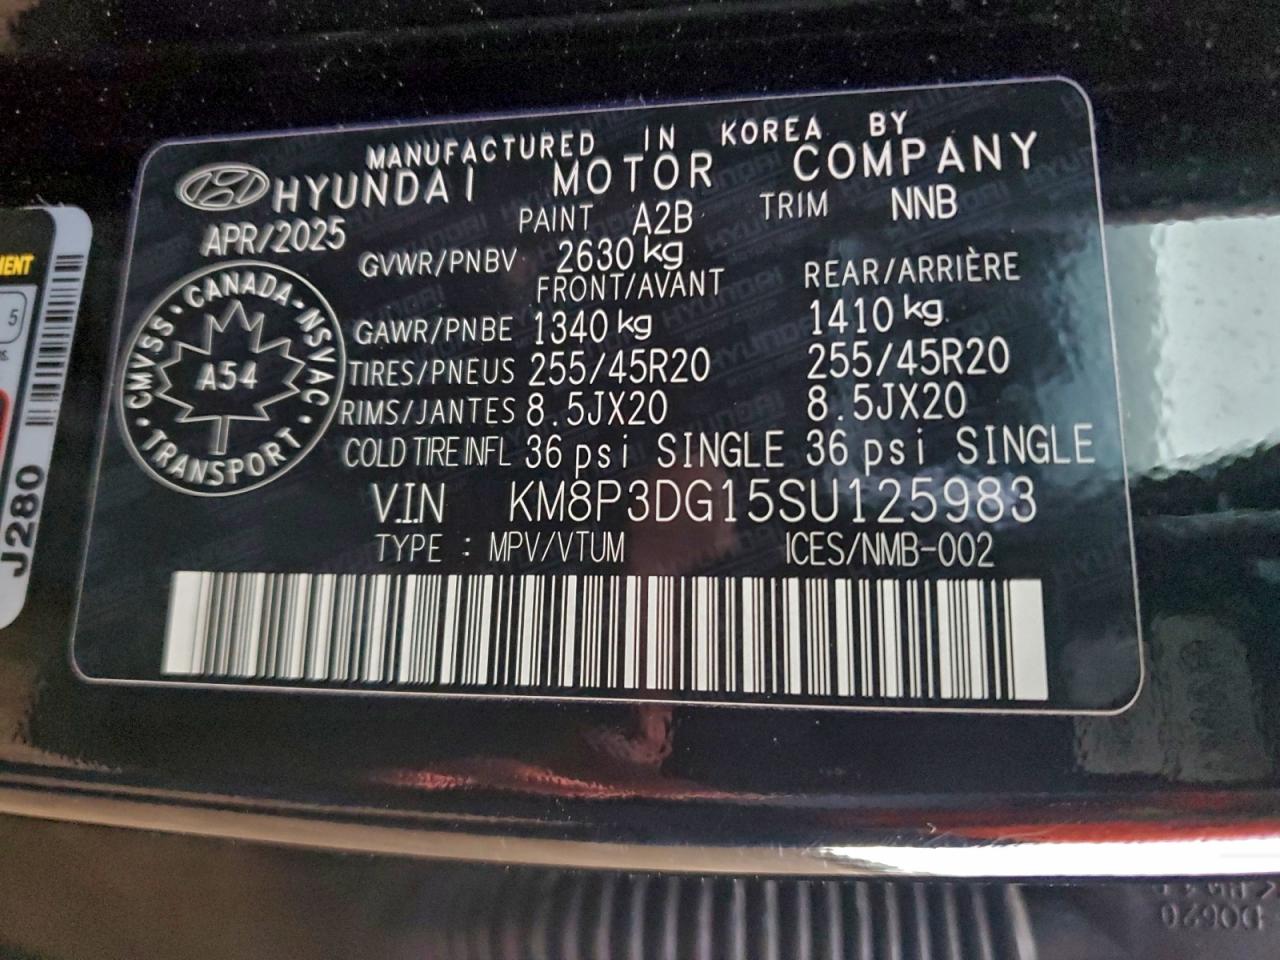 MANUFACTURED IN KOREA BY
HYUNDAI MOTOR COMPANY
APR/2025 PAINT A2B TRIM NNB
GVWR/PNBV 2630 kg
FRONT/AVANT REAR/ARRIÈRE
GAWR/PNBE 1340 kg 1410 kg
TIRES/PNEUS 255/45R20 255/45R20
RIMS/JANTES 8.5JX20 8.5JX20
COLD TIRE INFL 36 psi SINGLE 36 psi SINGLE
V.I.N KM8P3DG15SU125983
TYPE : MPV/VTUM ICES/NMB-002
CANADA · NSVAC · TRANSPORT · CMVSS ·
A54
5
J280